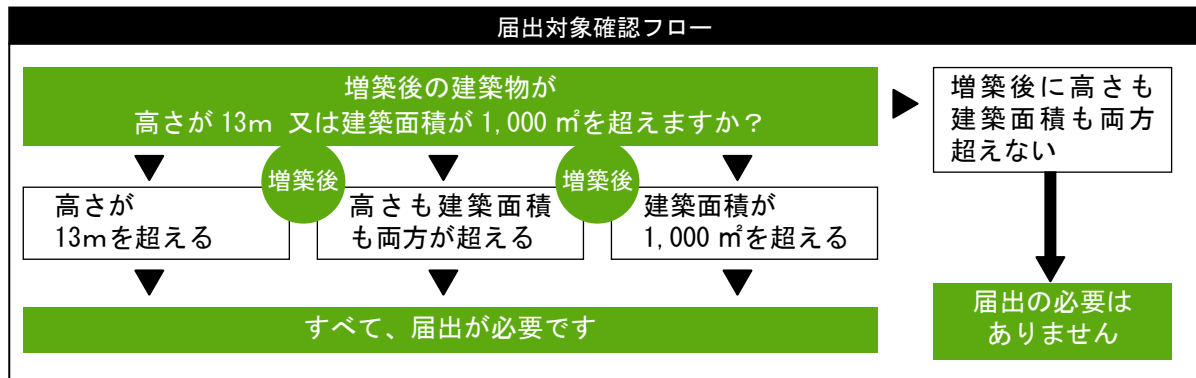 届出対象確認フロー
増築後の建築物が
高さが 13ｍ 又は建築面積が 1,000 ㎡を超えますか？
増築後に高さも
建築面積も両方
超えない
増築後
増築後
高さが
13ｍを超える
高さも建築面積
も両方が超える
建築面積が
1,000 ㎡を超える
すべて、届出が必要です
届出の必要は
ありません